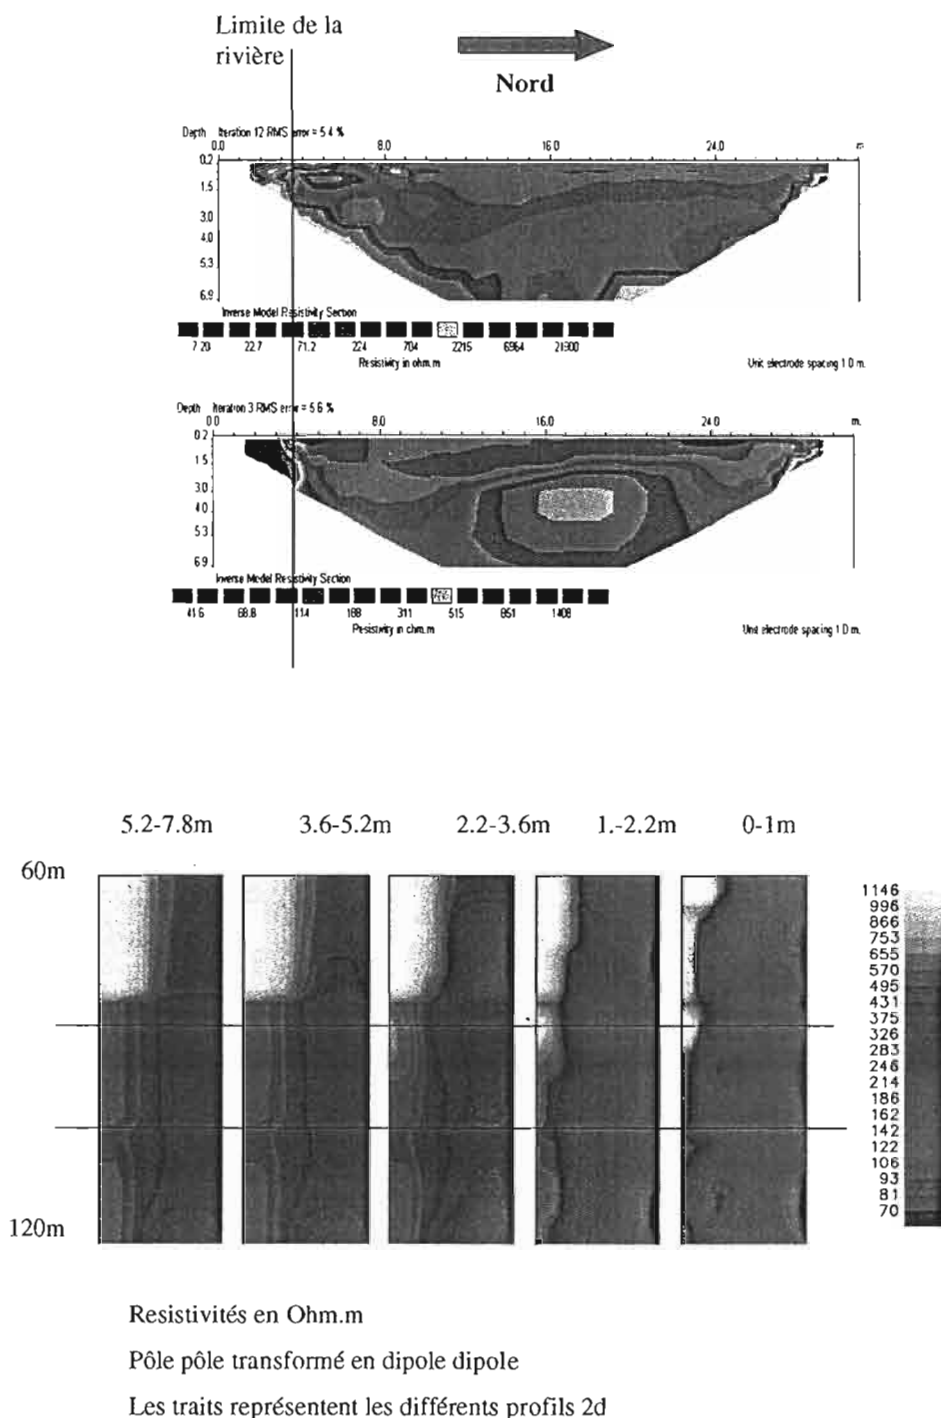 Limite de la
rivière
Nord
Depth Iteration 12 RMS error = 5.4 %
0.0 8.0 16.0 24.0 m.
0.2
1.5
3.0
4.0
5.3
6.9
Inverse Model Resistivity Section
7.20 22.7 71.2 224 704 2215 6964 21900
Resistivity in ohm.m
Unit electrode spacing 1.0 m.
Depth Iteration 3 RMS error = 5.6 %
0.0 8.0 16.0 24.0 m.
0.2
1.5
3.0
4.0
5.3
6.9
Inverse Model Resistivity Section
41.6 68.8 114 188 311 515 851 1408
Resistivity in ohm.m
Unit electrode spacing 1.0 m.
5.2-7.8m 3.6-5.2m 2.2-3.6m 1.-2.2m 0-1m
60m
120m
1146
996
866
753
655
570
495
431
375
326
283
246
214
186
162
142
122
106
93
81
70
Resistivités en Ohm.m
Pôle pôle transformé en dipole dipole
Les traits représentent les différents profils 2d